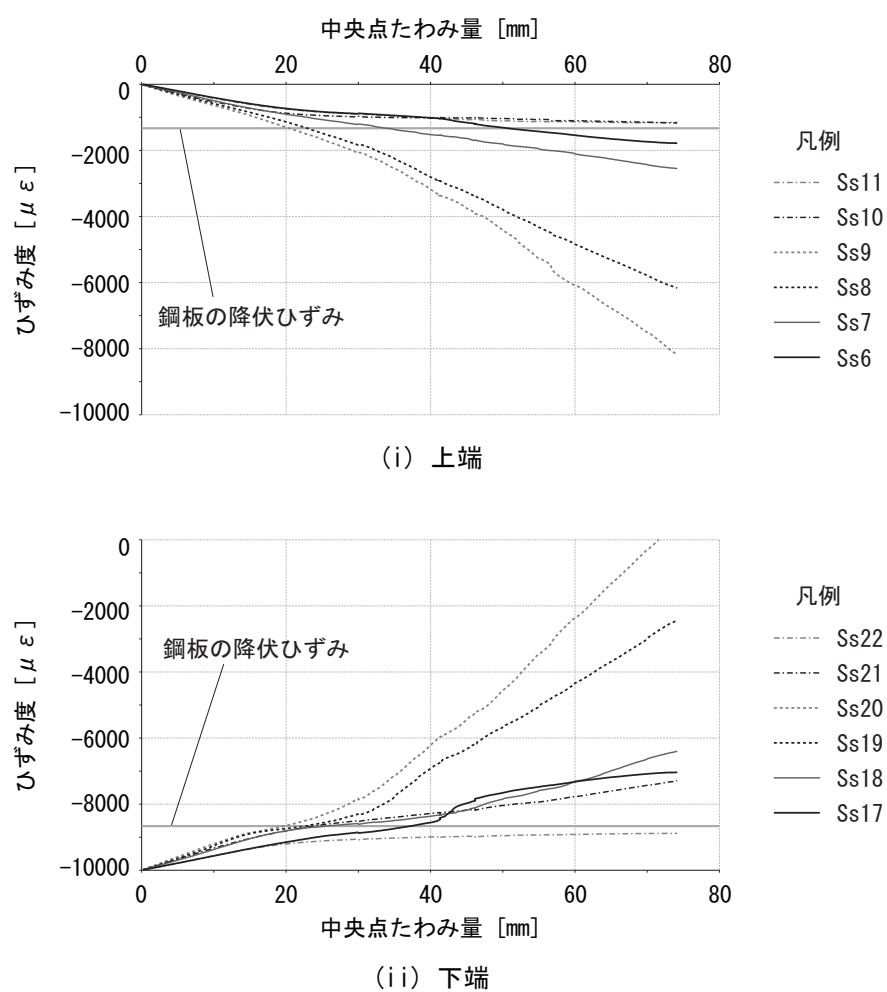 中央点たわみ量 [mm]
0 20 40 60 80
0
-2000
-4000
-6000
-8000
-10000
ひずみ度 [με]
鋼板の降伏ひずみ
凡例
Ss11
Ss10
Ss9
Ss8
Ss7
Ss6
(i) 上端
0
-2000
-4000
-6000
-8000
-10000
ひずみ度 [με]
鋼板の降伏ひずみ
凡例
Ss22
Ss21
Ss20
Ss19
Ss18
Ss17
0 20 40 60 80
中央点たわみ量 [mm]
(ii) 下端